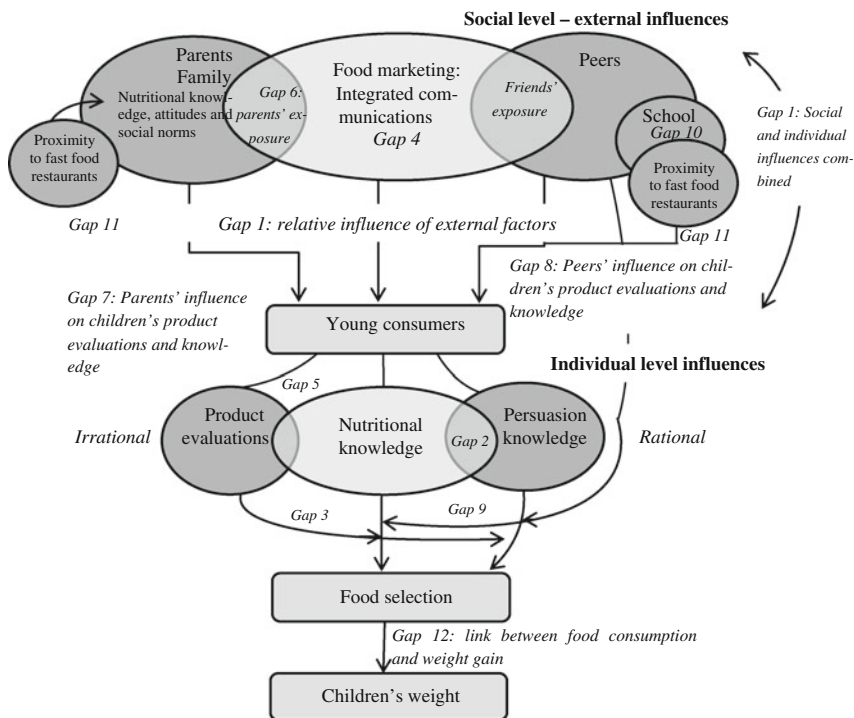 Social level – external influences
Parents
Family
Nutritional knowl-
edge, attitudes and
social norms
Gap 6:
parents' ex-
posure
Food marketing:
Integrated com-
munications
Gap 4
Friends'
exposure
Peers
School
Gap 10
Proximity
to fast food
restaurants
Proximity
to fast food
restaurants
Gap 1: Social
and individual
influences com-
bined
Gap 11
Gap 1: relative influence of external factors
Gap 11
Gap 8: Peers' influence on chil-
dren's product evaluations and
knowledge
Gap 7: Parents' influence
on children's product
evaluations and knowl-
edge
Young consumers
Individual level influences
Gap 5
Irrational
Product
evaluations
Nutritional
knowledge
Gap 2
Persuasion
knowledge
Rational
Gap 3
Gap 9
Food selection
Gap 12: link between food consumption
and weight gain
Children's weight